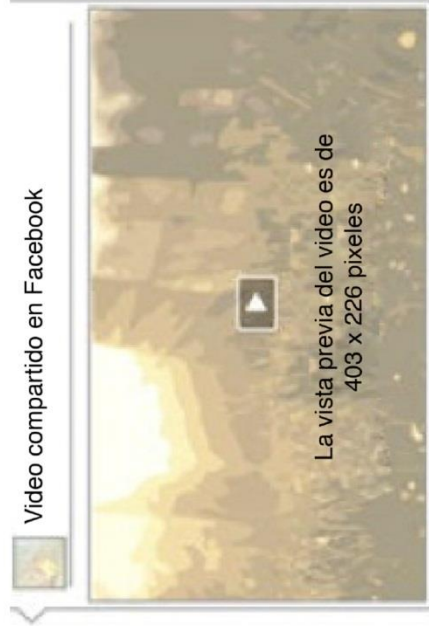 Video compartido en Facebook
La vista previa del video es de
403 x 226 pixeles